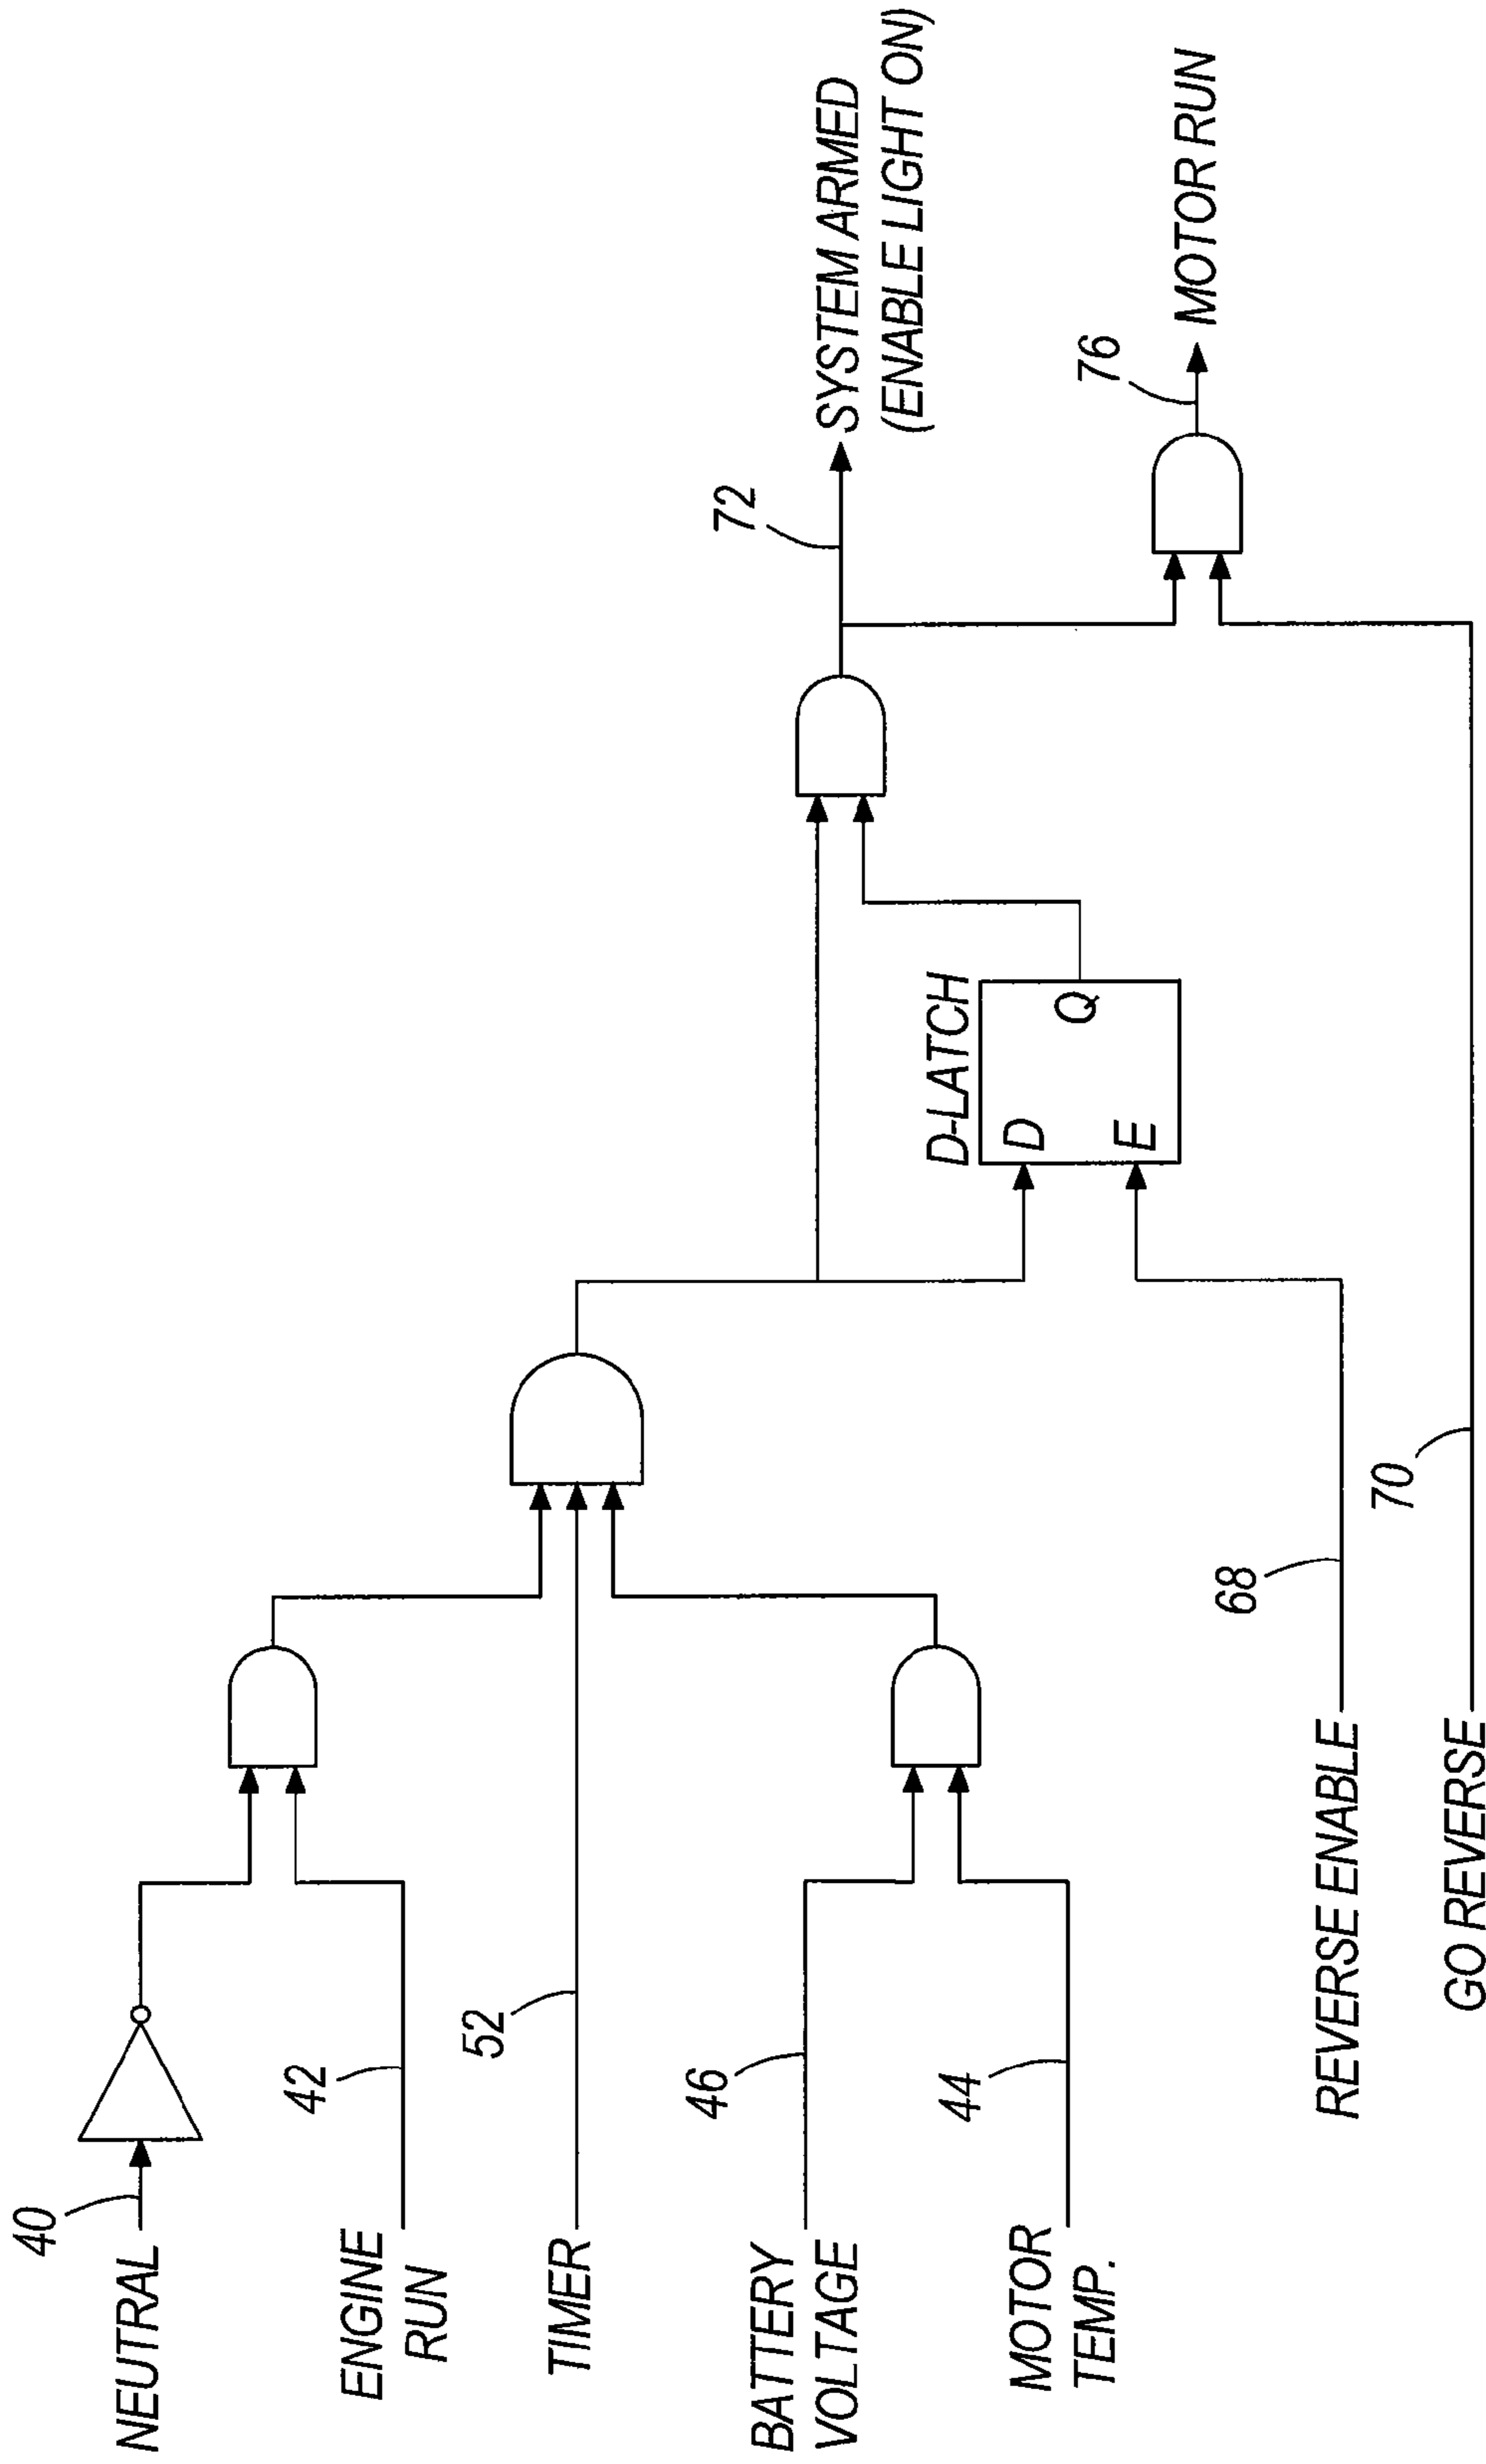 40
NEUTRAL
42
ENGINE
RUN
52
TIMER
46
BATTERY
VOLTAGE
44
MOTOR
TEMP.
68
REVERSE ENABLE
70
GO REVERSE
D-LATCH
D
E
Q
72
SYSTEM ARMED
(ENABLE LIGHT ON)
76
MOTOR RUN